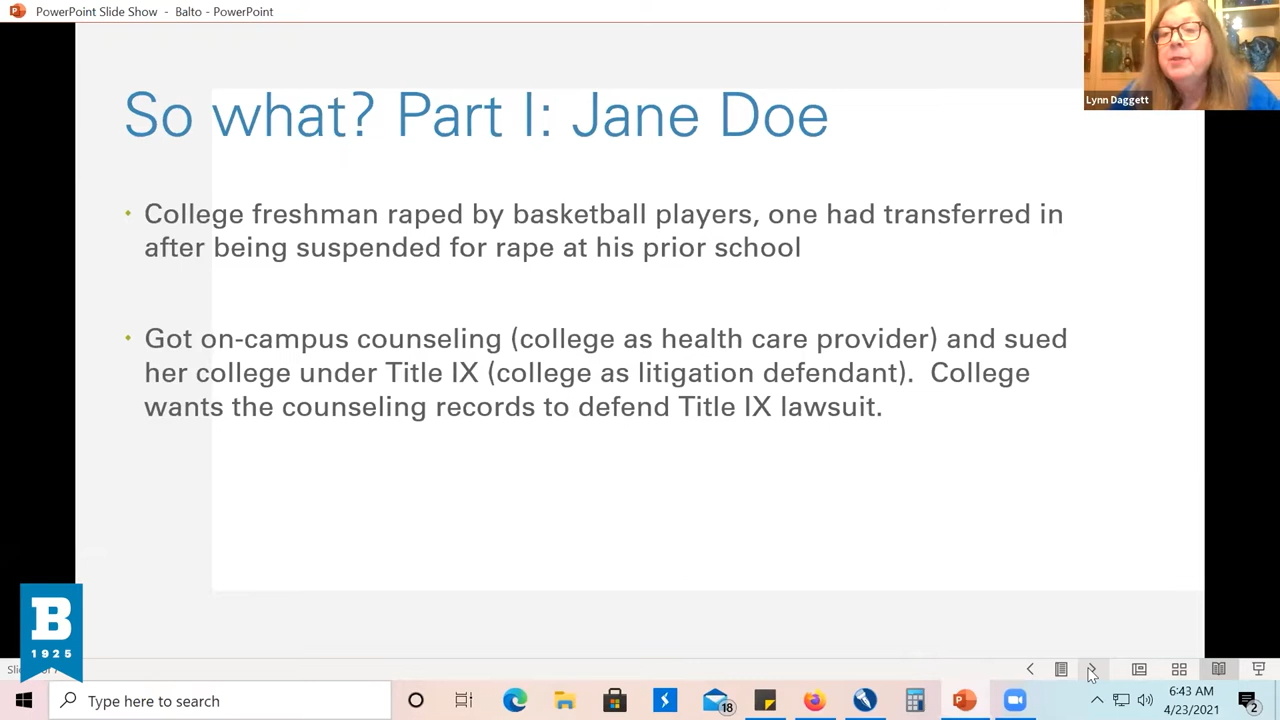 PowerPoint Slide Show - Balto - PowerPoint
Lynn Daggett
So what? Part I: Jane Doe
• College freshman raped by basketball players, one had transferred in
after being suspended for rape at his prior school
• Got on-campus counseling (college as health care provider) and sued
her college under Title IX (college as litigation defendant).  College
wants the counseling records to defend Title IX lawsuit.
B
1925
Type here to search
18
6:43 AM
4/23/2021
2